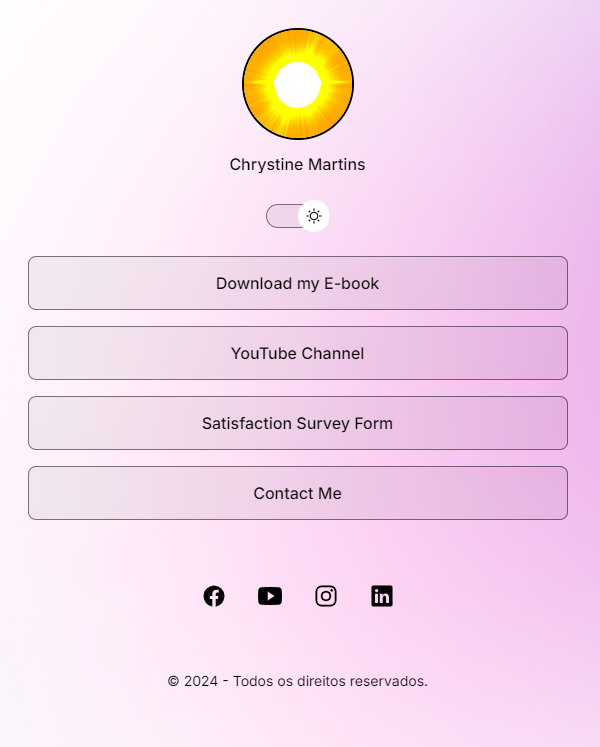 Chrystine Martins
Download my E-book
YouTube Channel
Satisfaction Survey Form
Contact Me
© 2024 - Todos os direitos reservados.